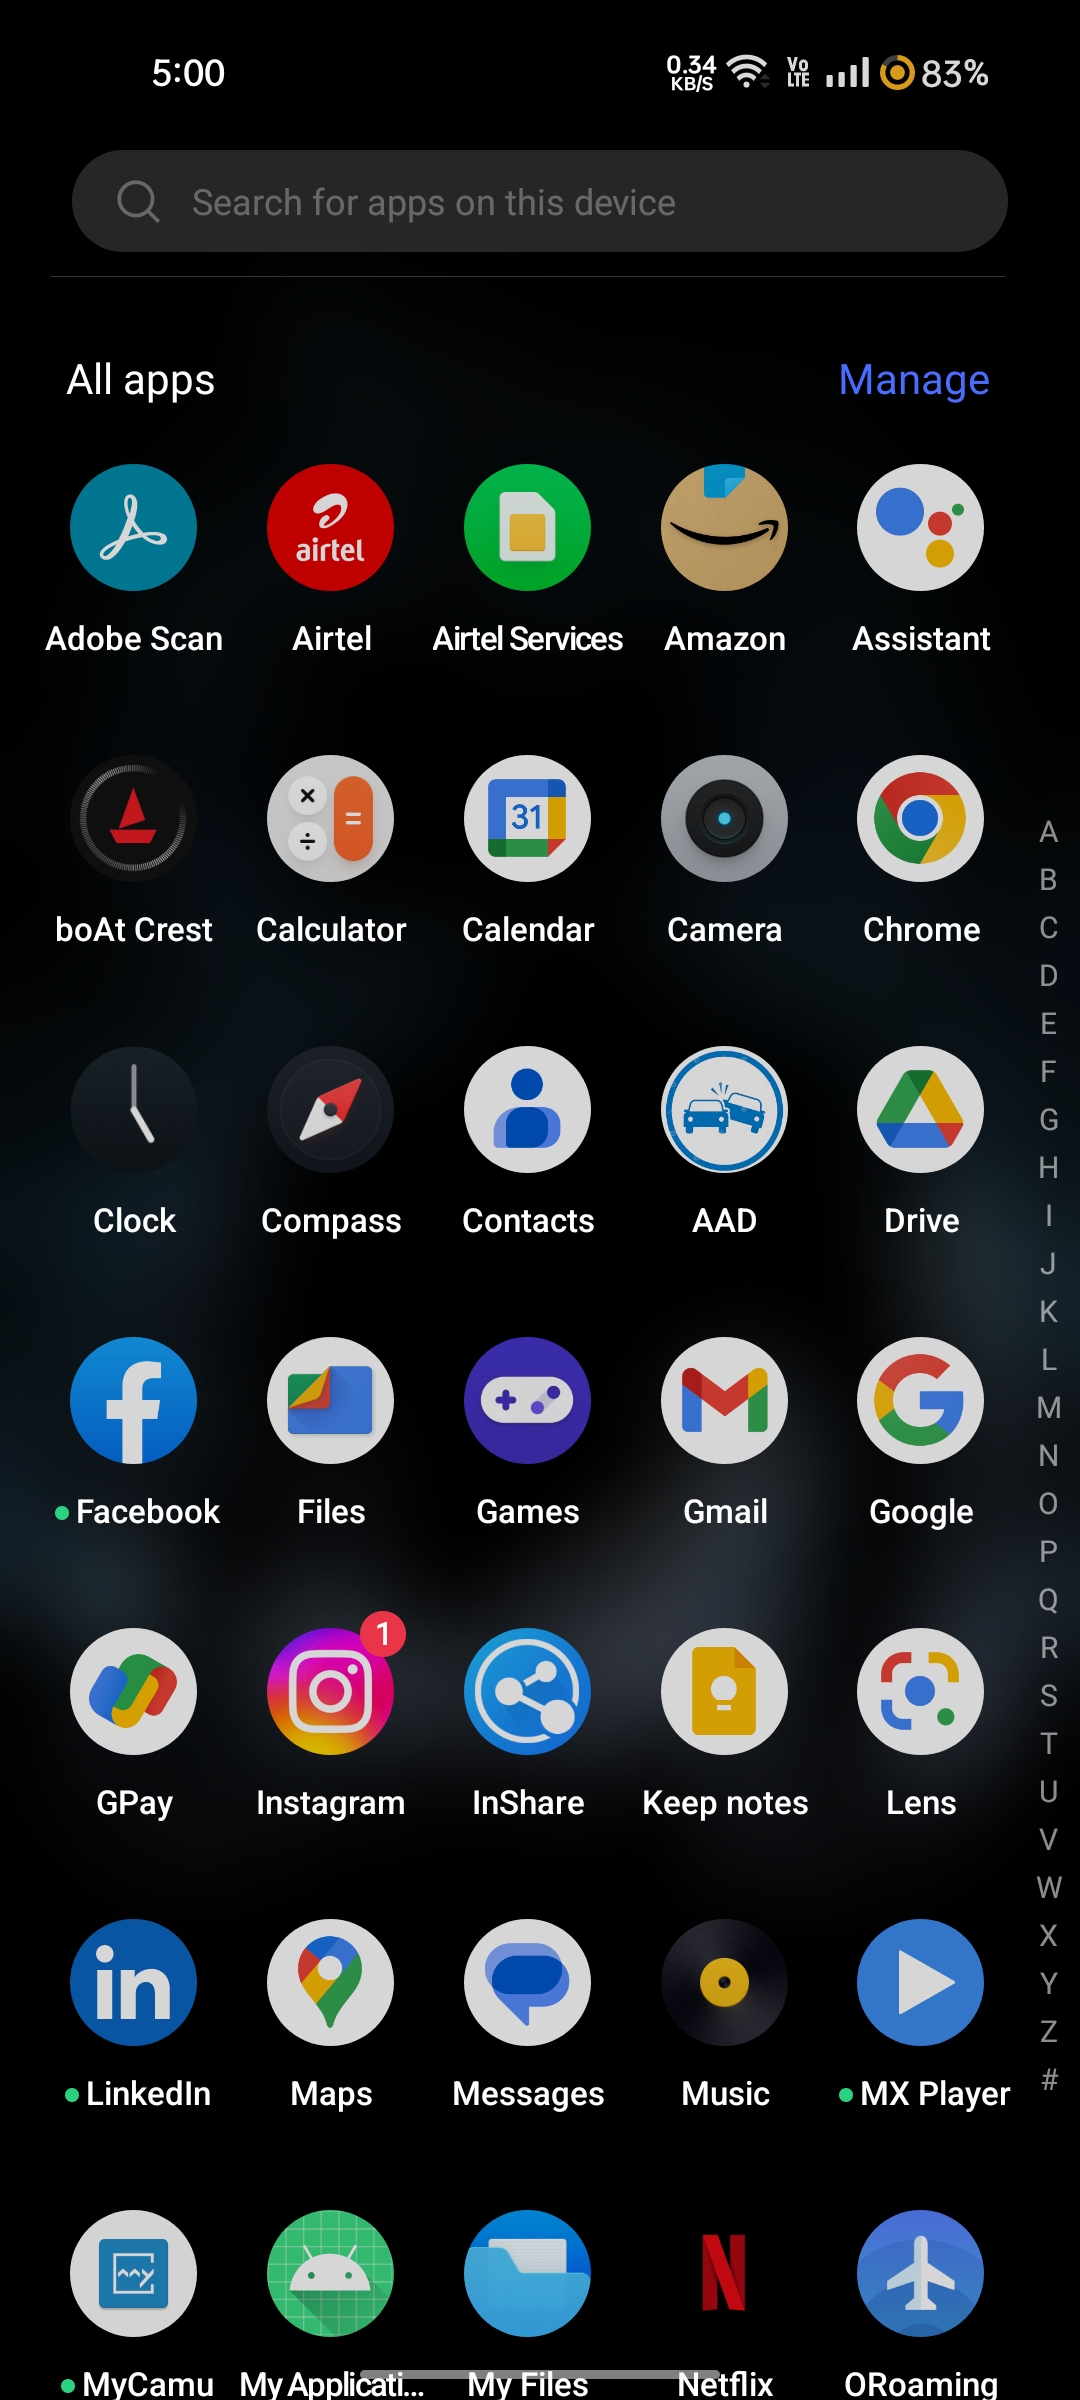 5:00
0.34 KB/S Vo LTE 83%
Search for apps on this device
All apps Manage
airtel
Adobe Scan Airtel Airtel Services Amazon Assistant
31
boAt Crest Calculator Calendar Camera Chrome
Clock Compass Contacts AAD Drive
Facebook Files Games Gmail Google
1
GPay Instagram InShare Keep notes Lens
in
LinkedIn Maps Messages Music MX Player
N
MyCamu My Applicati... My Files Netflix ORoaming
A
B
C
D
E
F
G
H
I
J
K
L
M
N
O
P
Q
R
S
T
U
V
W
X
Y
Z
#